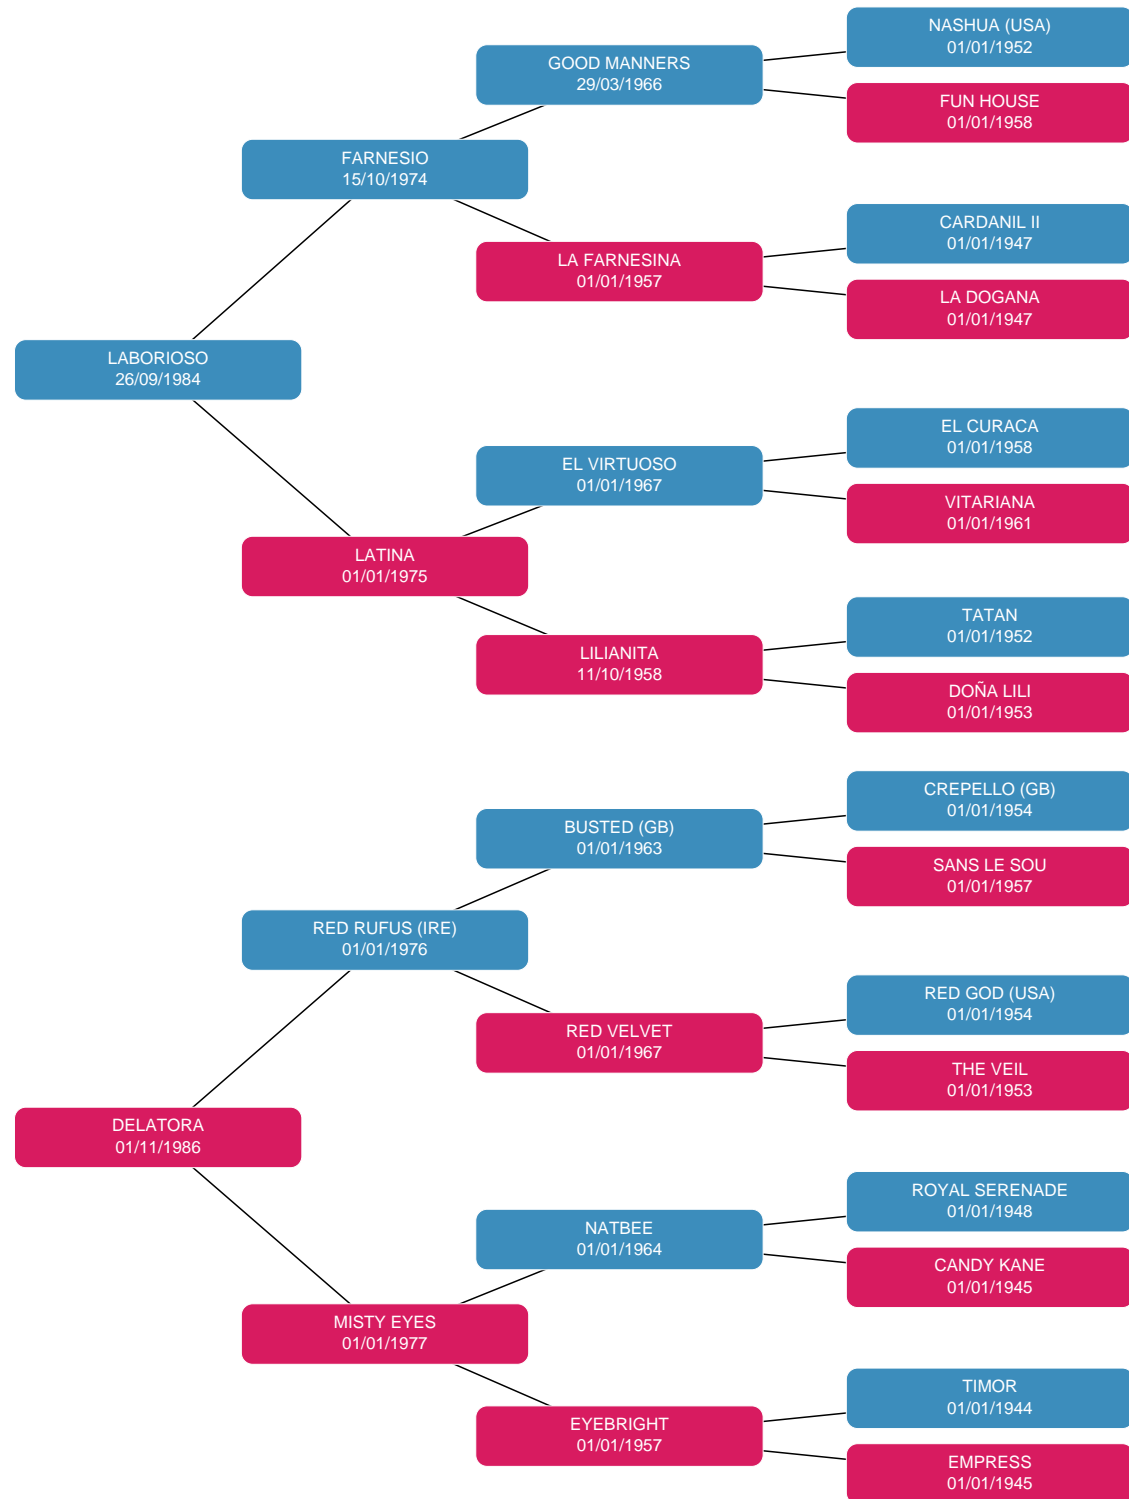 NASHUA (USA)
01/01/1952
GOOD MANNERS
29/03/1966
FUN HOUSE
01/01/1958
FARNESIO
15/10/1974
CARDANIL II
01/01/1947
LA FARNESINA
01/01/1957
LA DOGANA
01/01/1947
LABORIOSO
26/09/1984
EL CURACA
01/01/1958
EL VIRTUOSO
01/01/1967
VITARIANA
01/01/1961
LATINA
01/01/1975
TATAN
01/01/1952
LILIANITA
11/10/1958
DOÑA LILI
01/01/1953
CREPELLO (GB)
01/01/1954
BUSTED (GB)
01/01/1963
SANS LE SOU
01/01/1957
RED RUFUS (IRE)
01/01/1976
RED GOD (USA)
01/01/1954
RED VELVET
01/01/1967
THE VEIL
01/01/1953
DELATORA
01/11/1986
ROYAL SERENADE
01/01/1948
NATBEE
01/01/1964
CANDY KANE
01/01/1945
MISTY EYES
01/01/1977
TIMOR
01/01/1944
EYEBRIGHT
01/01/1957
EMPRESS
01/01/1945